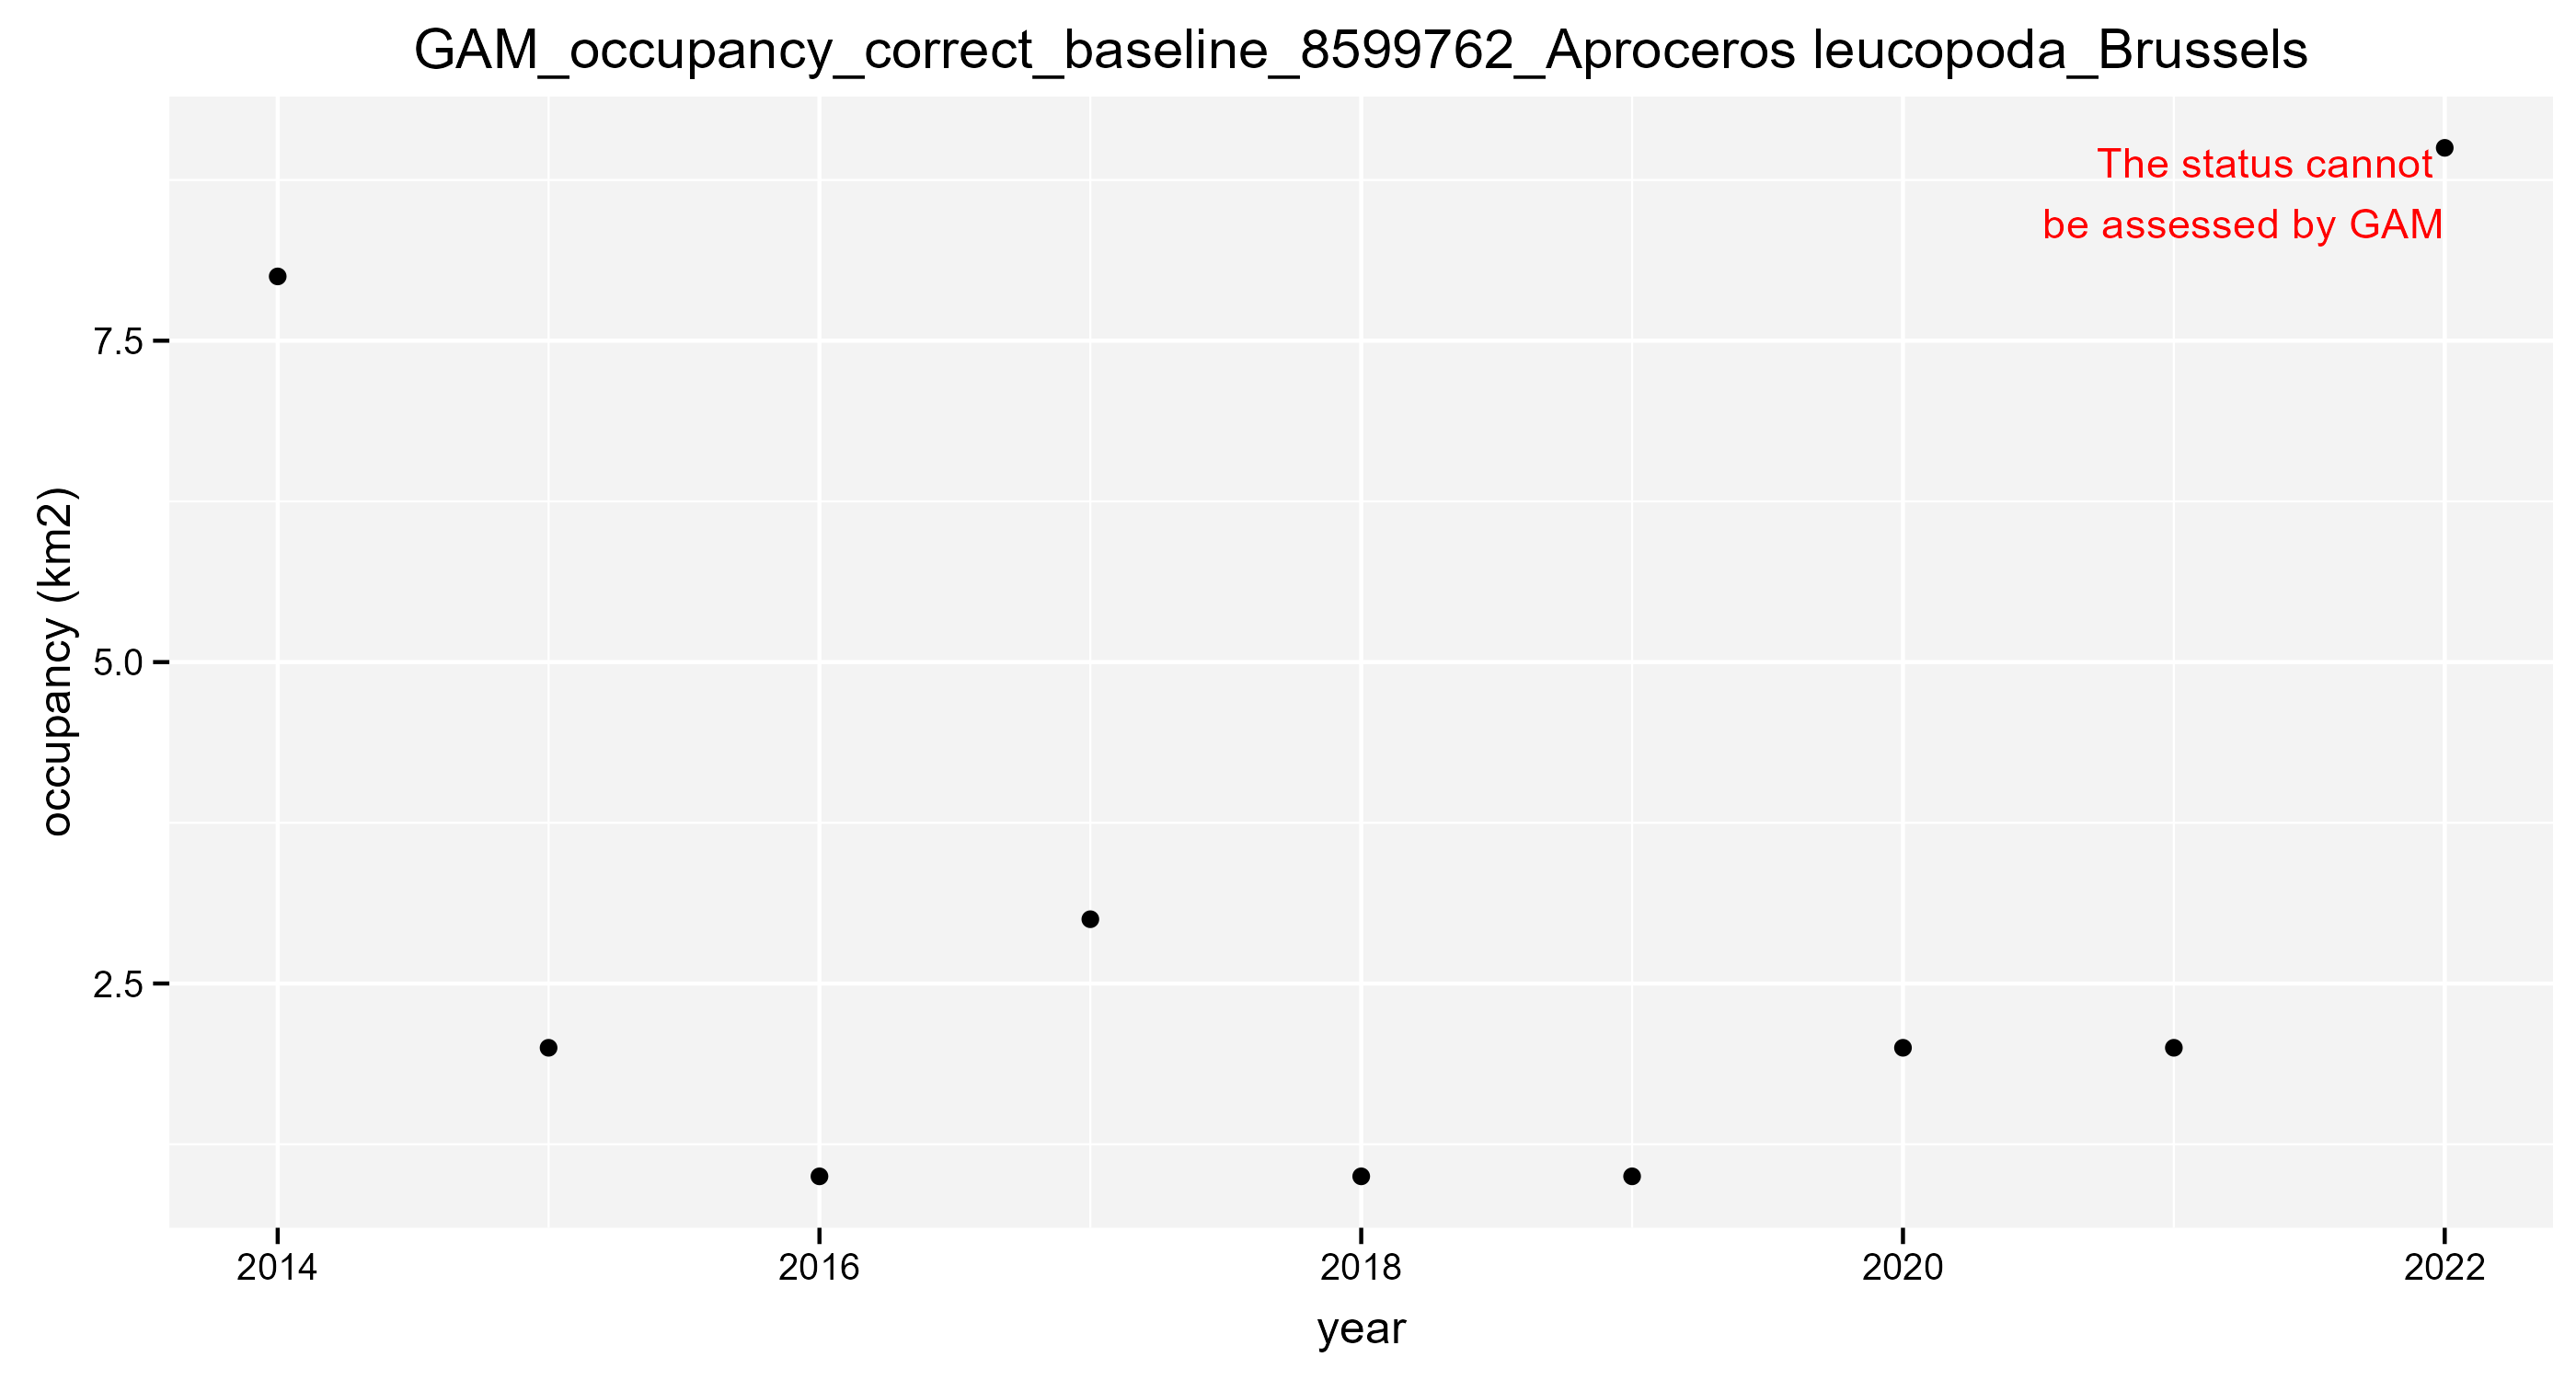 GAM_occupancy_correct_baseline_8599762_Aproceros leucopoda_Brussels
The status cannot
be assessed by GAM
7.5
5.0
2.5
occupancy (km2)
2014
2016
2018
2020
2022
year